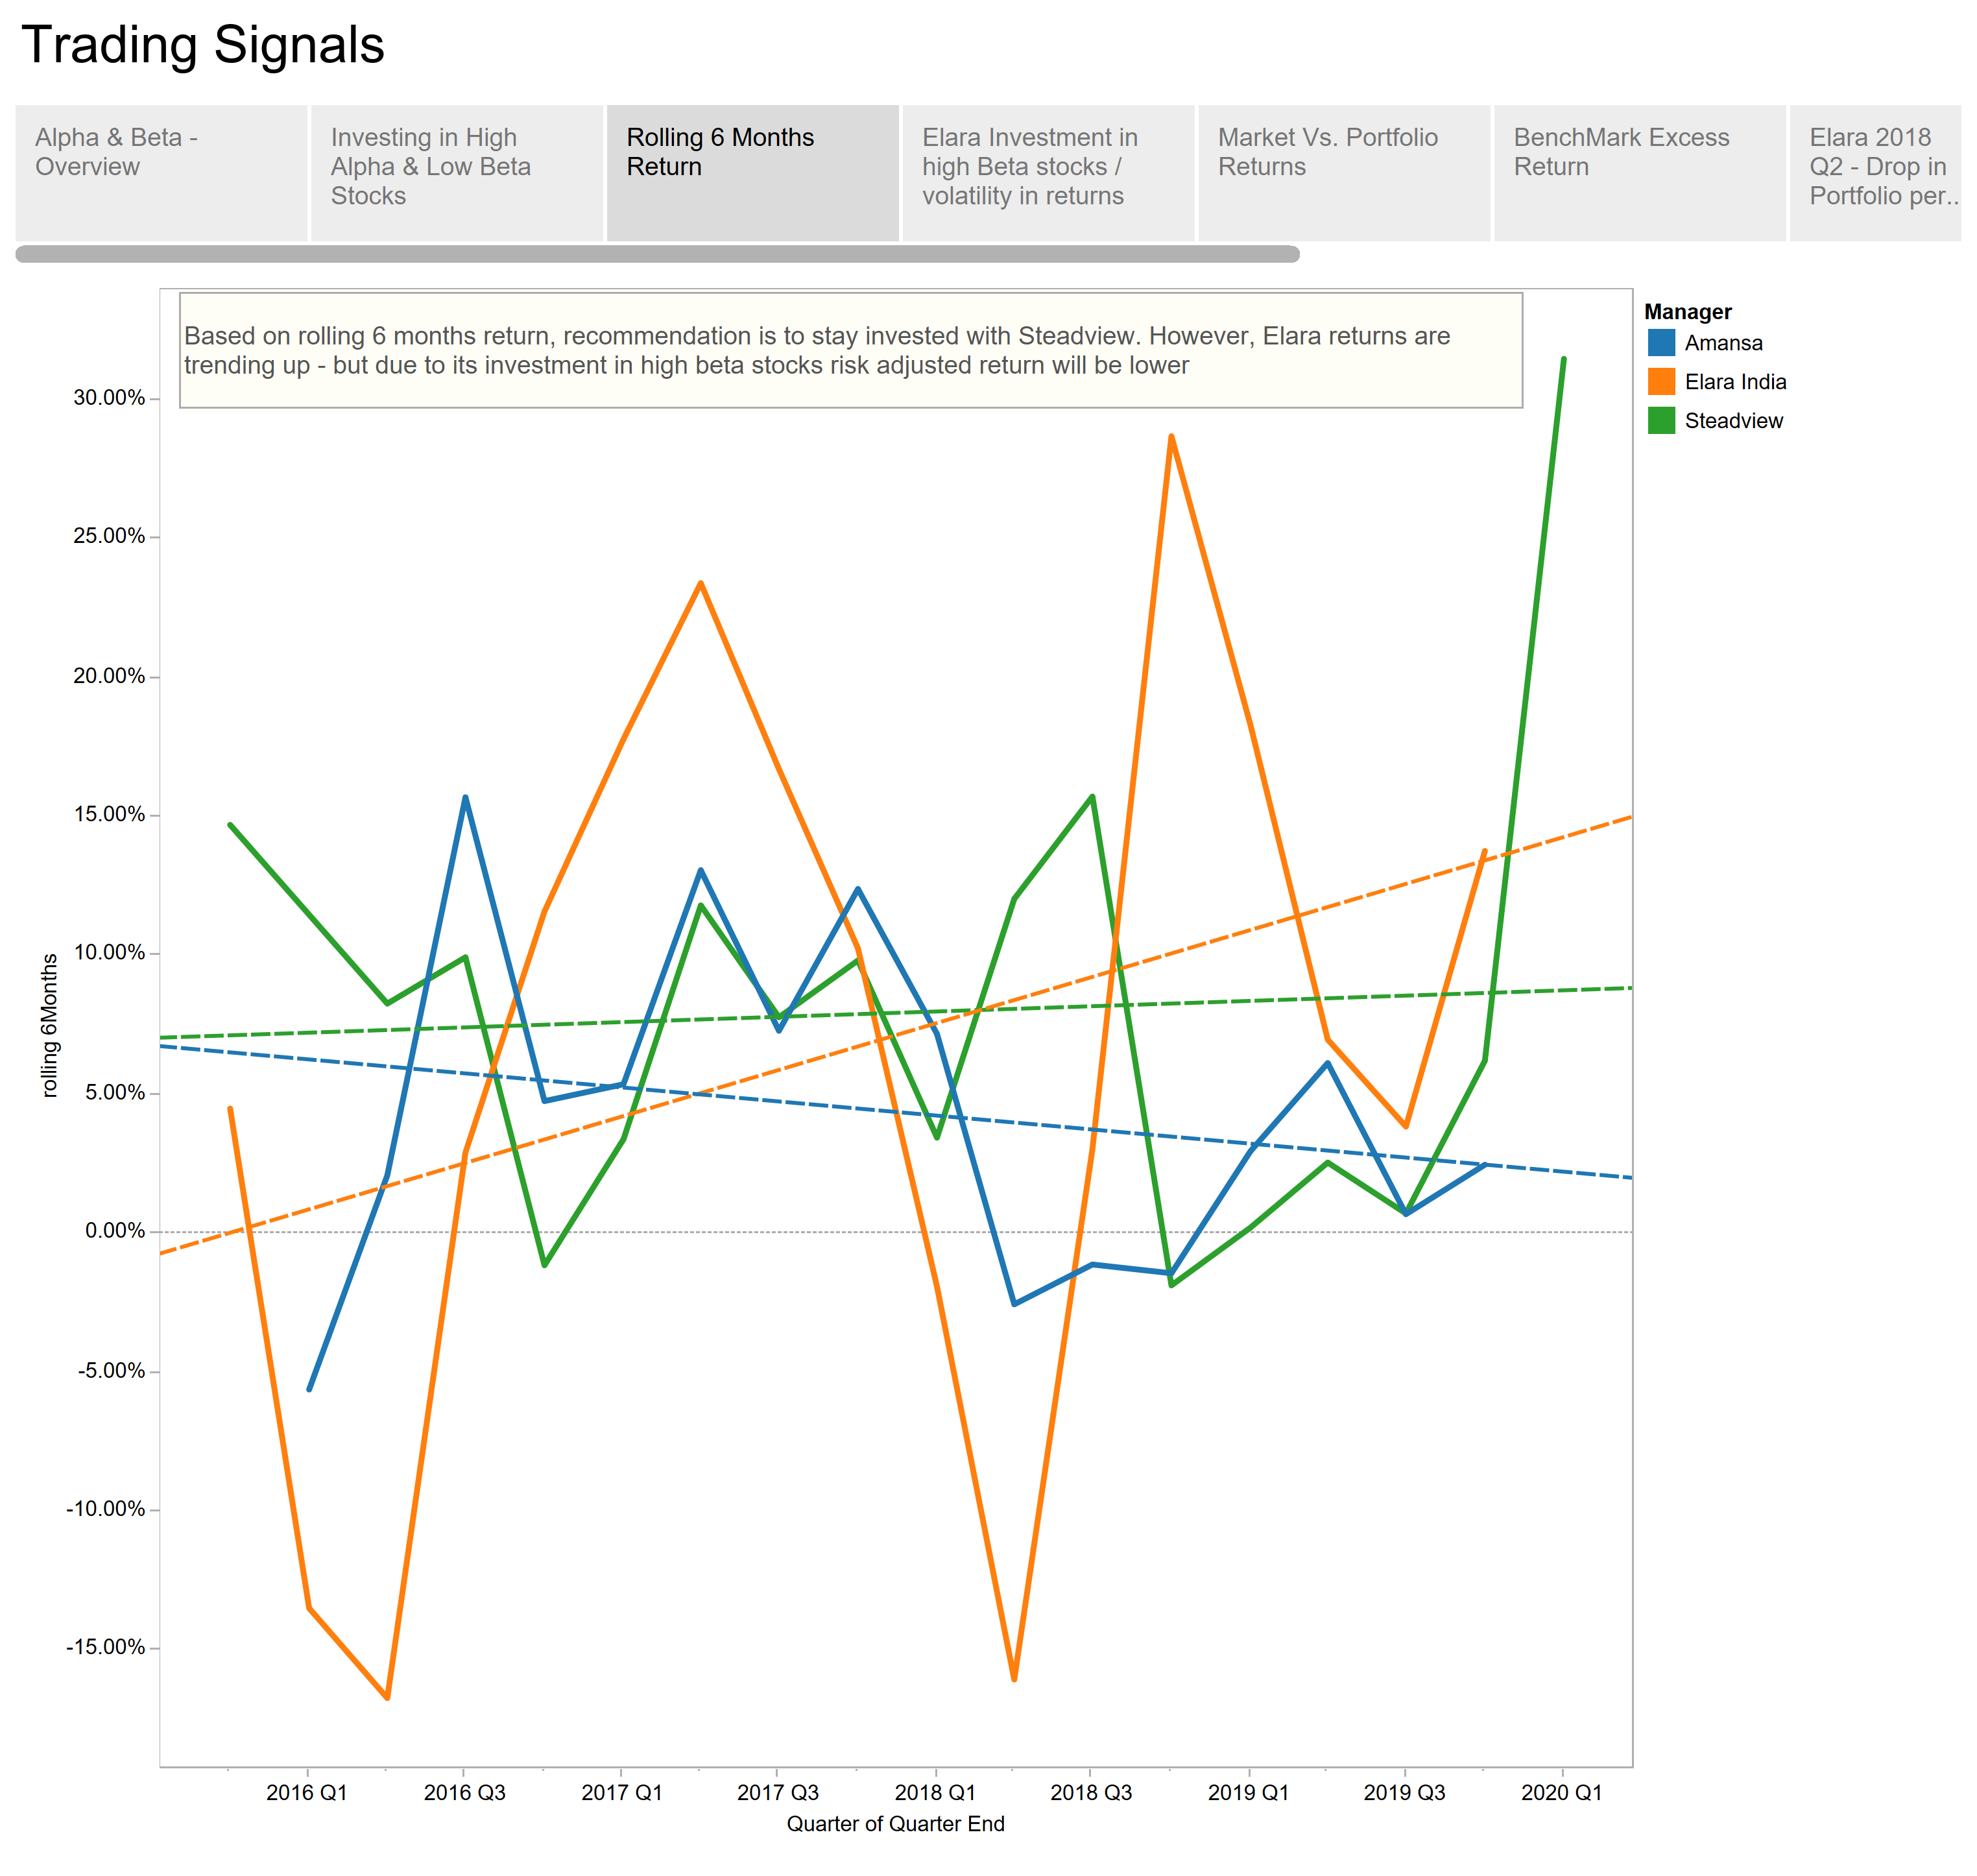 Trading Signals
Alpha & Beta -
Overview
Investing in High
Alpha & Low Beta
Stocks
Rolling 6 Months
Return
Elara Investment in
high Beta stocks /
volatility in returns
Market Vs. Portfolio
Returns
BenchMark Excess
Return
Elara 2018
Q2 - Drop in
Portfolio per..
Based on rolling 6 months return, recommendation is to stay invested with Steadview. However, Elara returns are
trending up - but due to its investment in high beta stocks risk adjusted return will be lower
Manager
Amansa
Elara India
Steadview
rolling 6Months
30.00%
25.00%
20.00%
15.00%
10.00%
5.00%
0.00%
-5.00%
-10.00%
-15.00%
2016 Q1
2016 Q3
2017 Q1
2017 Q3
2018 Q1
2018 Q3
2019 Q1
2019 Q3
2020 Q1
Quarter of Quarter End